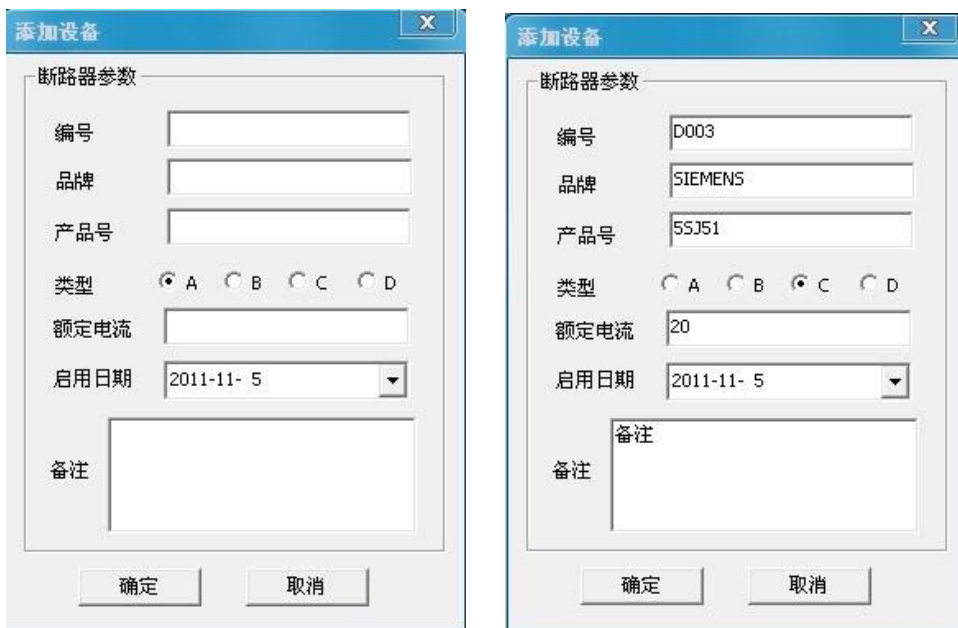 添加设备
X
断路器参数
编号
品牌
产品号
类型 A B C D
额定电流
启用日期 2011-11- 5
备注
确定 取消
添加设备
X
断路器参数
编号 D003
品牌 SIEMENS
产品号 5SJ51
类型 A B C D
额定电流 20
启用日期 2011-11- 5
备注 备注
确定 取消